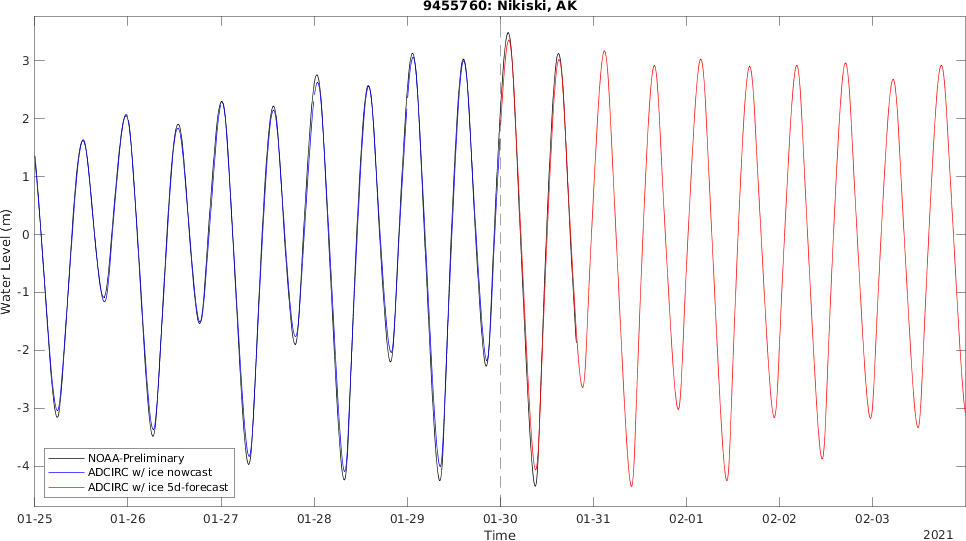 9455760: Nikiski, AK
Water Level (m)
3
2
1
0
-1
-2
-3
-4
NOAA-Preliminary
ADCIRC w/ ice nowcast
ADCIRC w/ ice 5d-forecast
01-25 01-26 01-27 01-28 01-29 01-30 01-31 02-01 02-02 02-03
Time
2021